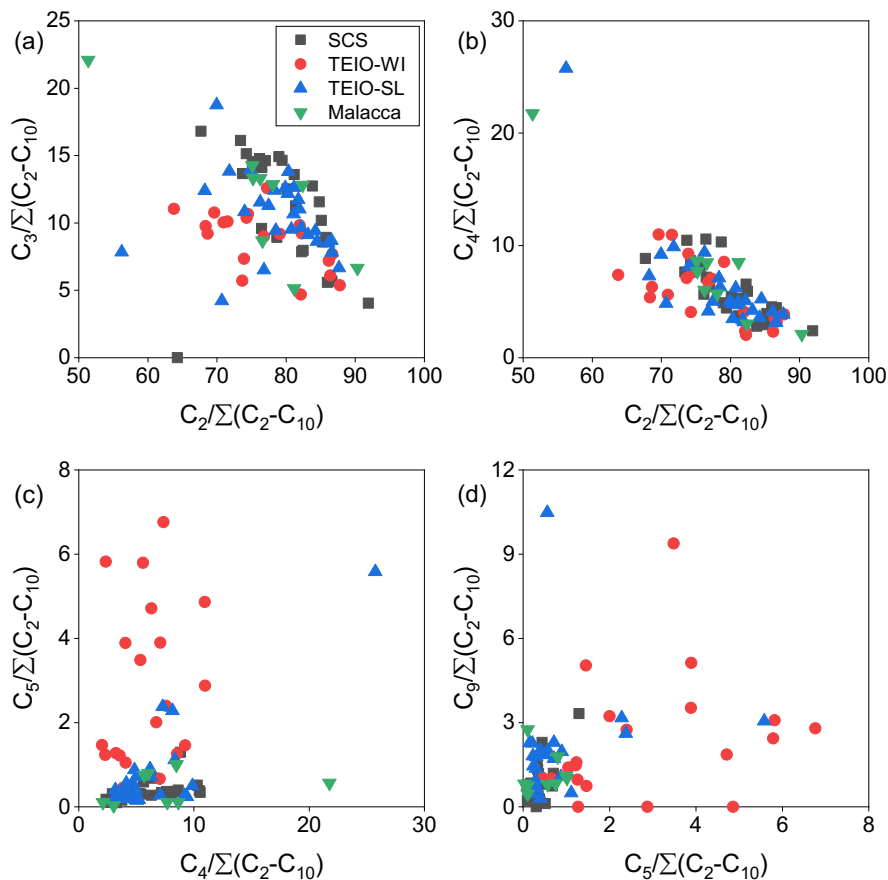 (a)
25
20
15
10
5
0
50 60 70 80 90 100
C₃/Σ(C₂-C₁₀)
C₂/Σ(C₂-C₁₀)
SCS
TEIO-WI
TEIO-SL
Malacca
(b)
30
20
10
0
50 60 70 80 90 100
C₄/Σ(C₂-C₁₀)
C₂/Σ(C₂-C₁₀)
(c)
8
6
4
2
0
0 10 20 30
C₅/Σ(C₂-C₁₀)
C₄/Σ(C₂-C₁₀)
(d)
12
9
6
3
0
0 2 4 6 8
C₉/Σ(C₂-C₁₀)
C₅/Σ(C₂-C₁₀)